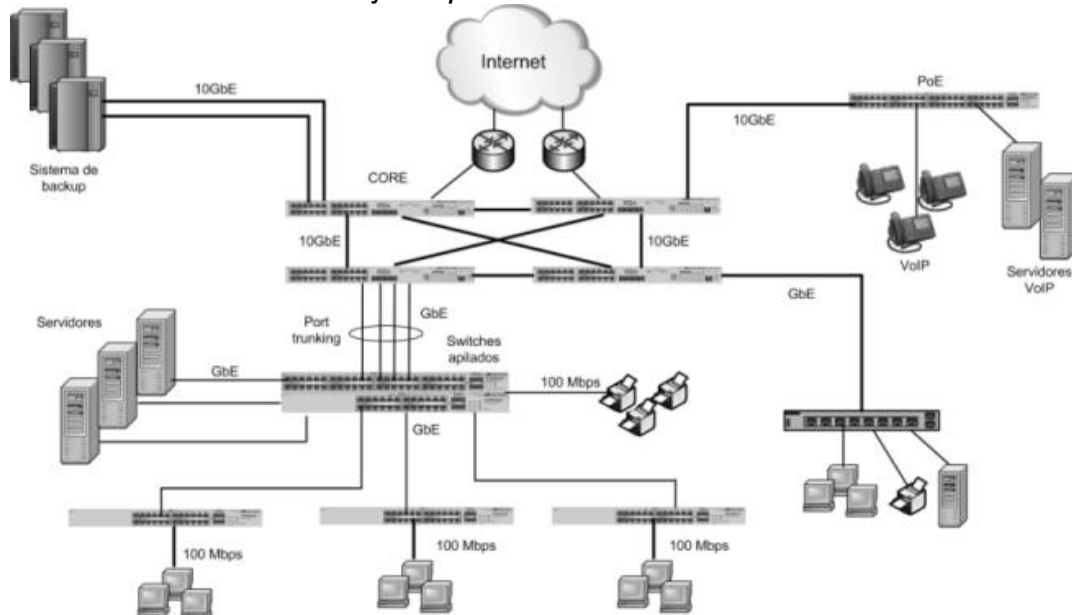 Internet
PoE
10GbE
10GbE
Sistema de
backup
CORE
VoIP
Servidores
VoIP
10GbE
10GbE
GbE
Servidores
Port
trunking
GbE
Switches
apilados
GbE
100 Mbps
GbE
100 Mbps
100 Mbps
100 Mbps